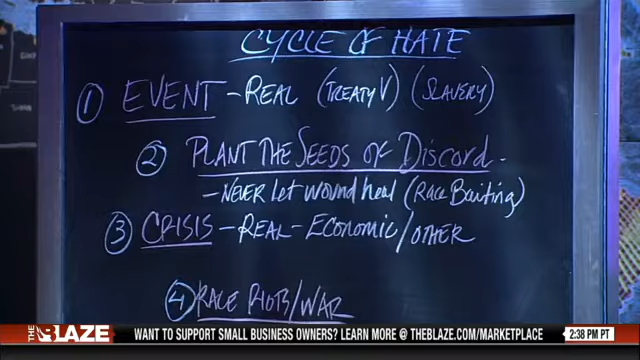 CYCLE OF HATE
① EVENT - REAL (TREATY V) (SLAVERY)
② PLANT THE SEEDS OF DISCORD -
- NEVER Let wound heal (Race Baiting)
③ CRISIS - REAL - ECONOMIC/OTHER
④ RACE RIOTS/WAR
THE BLAZE WANT TO SUPPORT SMALL BUSINESS OWNERS? LEARN MORE @ THEBLAZE.COM/MARKETPLACE 2:38 PM PT